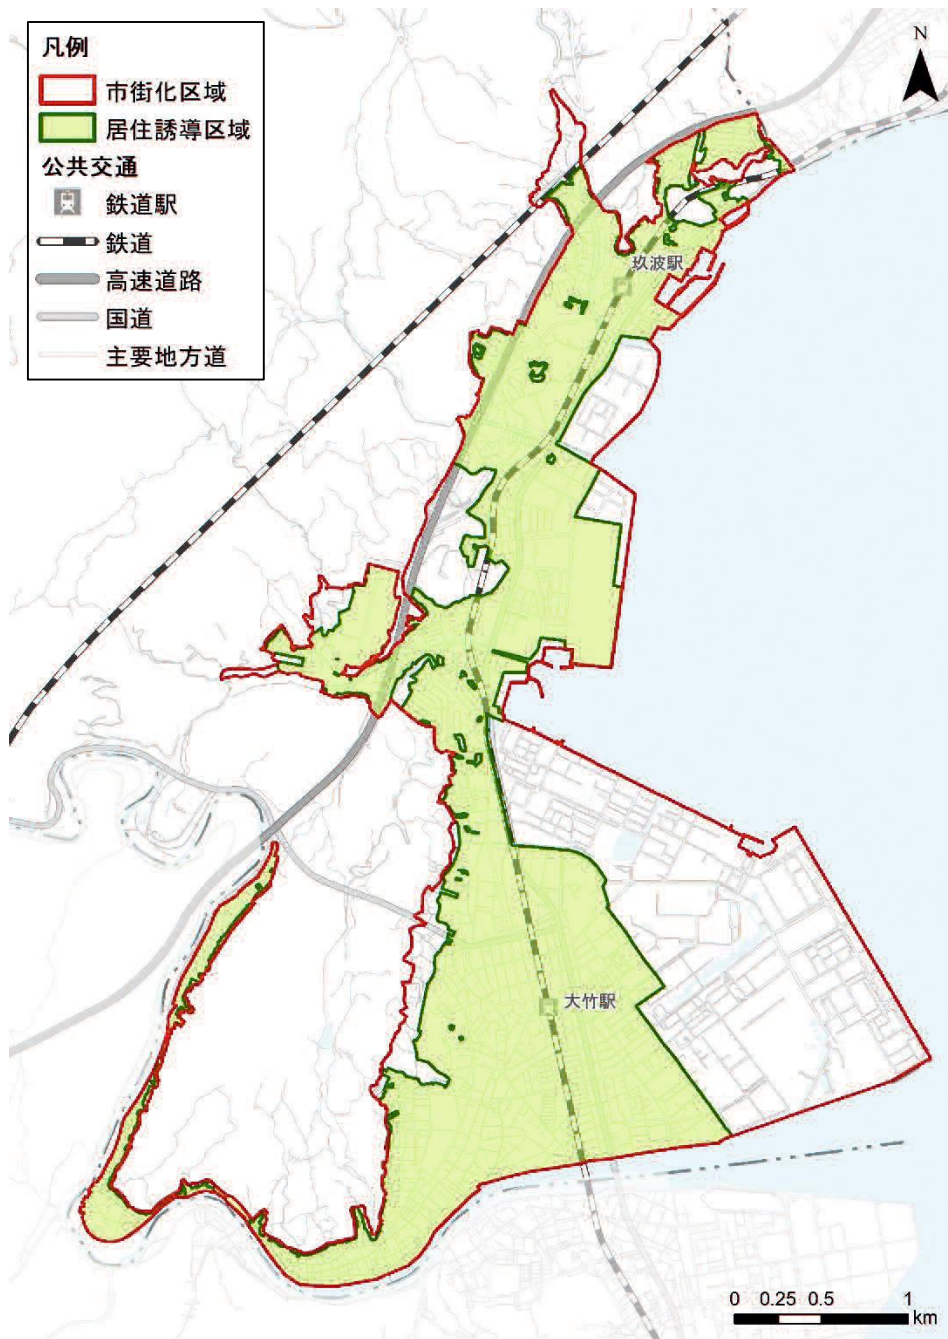 凡例
市街化区域
居住誘導区域
公共交通
鉄道駅
鉄道
高速道路
国道
主要地方道
N
玖波駅
大竹駅
0 0.25 0.5 1
km